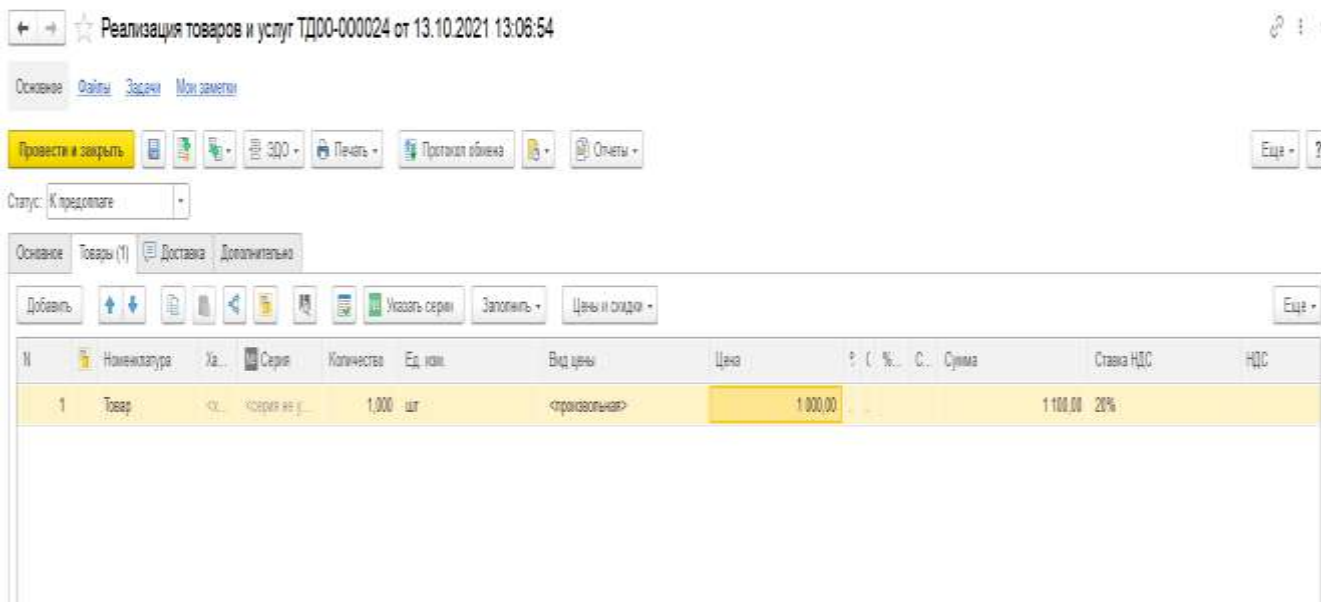 Реализация товаров и услуг ТД00-000024 от 13.10.2021 13:06:54
Основное Файлы Задачи Мои заметки
Провести и закрыть ЭДО Печать Протокол обмена Отчеты Еще ?
Статус: К предоплате
Основное Товары (1) Доставка Дополнительно
Добавить Указать серии Заполнить Цены и скидки Еще
N Номенклатура Ха... Серия Количество Ед. изм. Вид цены Цена %... С.. Сумма Ставка НДС НДС
1 Товар <х... <серия не у... 1,000 шт <произвольная> 1 000,00 1 100,00 20%